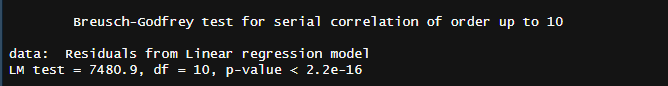 Breusch-Godfrey test for serial correlation of order up to 10
data:  Residuals from Linear regression model
LM test = 7480.9, df = 10, p-value < 2.2e-16